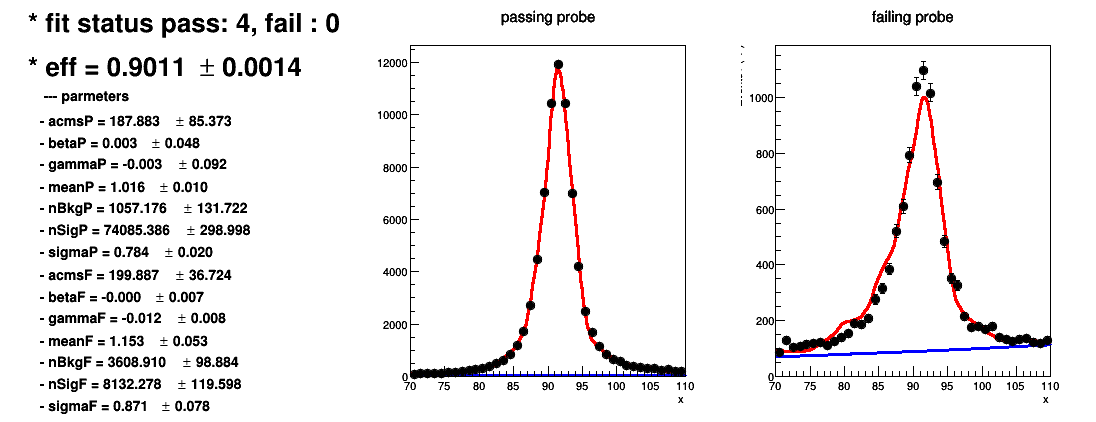 * fit status pass: 4, fail : 0
* eff = 0.9011 ± 0.0014
--- parmeters
- acmsP = 187.883 ± 85.373
- betaP = 0.003 ± 0.048
- gammaP = -0.003 ± 0.092
- meanP = 1.016 ± 0.010
- nBkgP = 1057.176 ± 131.722
- nSigP = 74085.386 ± 298.998
- sigmaP = 0.784 ± 0.020
- acmsF = 199.887 ± 36.724
- betaF = -0.000 ± 0.007
- gammaF = -0.012 ± 0.008
- meanF = 1.153 ± 0.053
- nBkgF = 3608.910 ± 98.884
- nSigF = 8132.278 ± 119.598
- sigmaF = 0.871 ± 0.078
passing probe
12000
10000
8000
6000
4000
2000
0
70 75 80 85 90 95 100 105 110
x
failing probe
1000
800
600
400
200
0
70 75 80 85 90 95 100 105 110
x